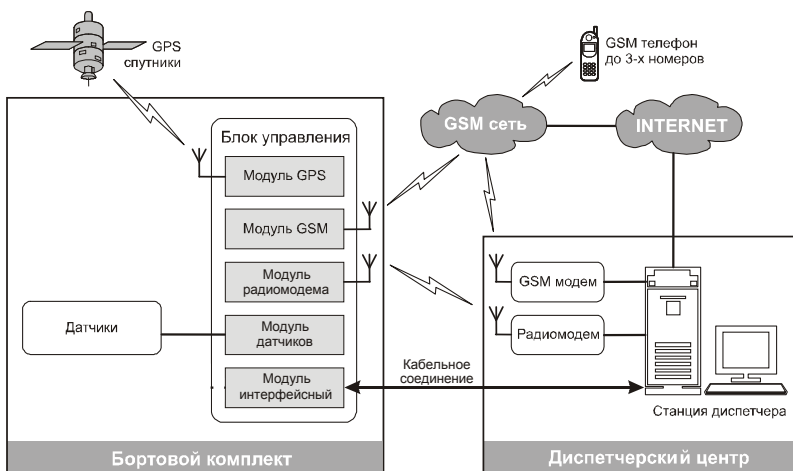 GPS
спутники
GSM телефон
до 3-х номеров
Блок управления
GSM сеть
INTERNET
Модуль GPS
Модуль GSM
Модуль
радиомодема
GSM модем
Датчики
Модуль
датчиков
Радиомодем
Модуль
интерфейсный
Кабельное
соединение
Станция диспетчера
Бортовой комплект
Диспетчерский центр